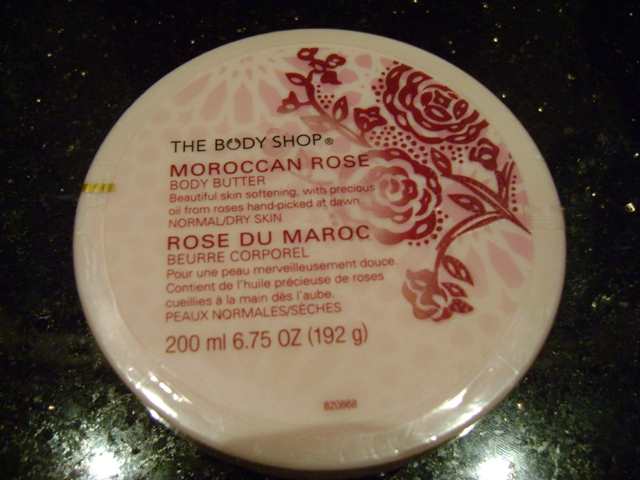 THE BODY SHOP®
MOROCCAN ROSE
BODY BUTTER
Beautiful skin softening, with precious
oil from roses hand-picked at dawn.
NORMAL/DRY SKIN
ROSE DU MAROC
BEURRE CORPOREL
Pour une peau merveilleusement douce.
Contient de l'huile précieuse de roses
cueillies à la main dès l'aube.
PEAUX NORMALES/SÈCHES
200 ml 6.75 OZ (192 g)
820868